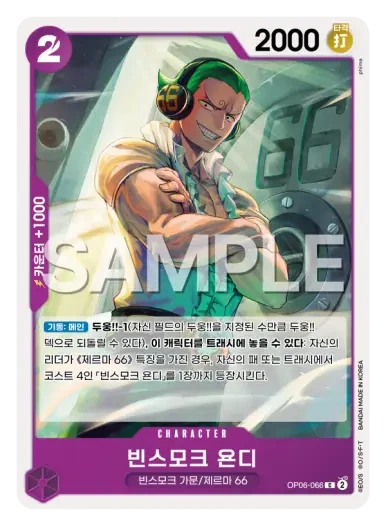 2
2000
타격
打
phima
66
66
⚡카운터 +1000
SAMPLE
기동: 메인 두웅!!-1(자신 필드의 두웅!!을 지정된 수만큼 두웅!!
덱으로 되돌릴 수 있다), 이 캐릭터를 트래시에 놓을 수 있다: 자신의
리더가 《제르마 66》 특징을 가진 경우, 자신의 패 또는 트래시에서
코스트 4인 「빈스모크 욘디」를 1장까지 등장시킨다.
CHARACTER
빈스모크 욘디
빈스모크 가문/제르마 66
OP06-066 C 2
©E.O/S ©O./S·F·T BANDAI MADE IN KOREA